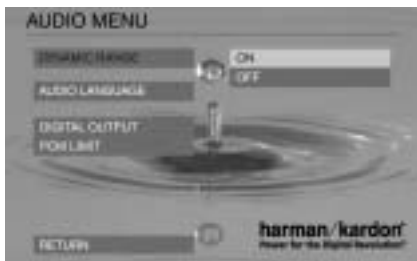 AUDIO MENU
DYNAMIC RANGE
ON
OFF
AUDIO LANGUAGE
DIGITAL OUTPUT
PCM LIMIT
RETURN
harman/kardon®
Power for the Digital Revolution®